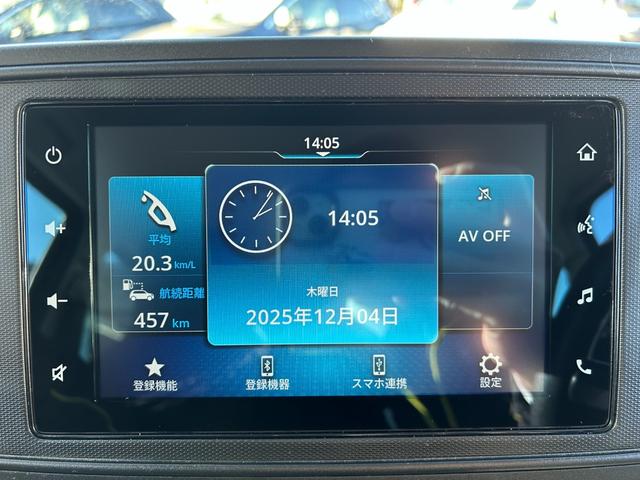 14:05
平均
20.3 km/L
航続距離
457 km
14:05
木曜日
2025年12月04日
AV OFF
登録機能
登録機器
スマホ連携
設定